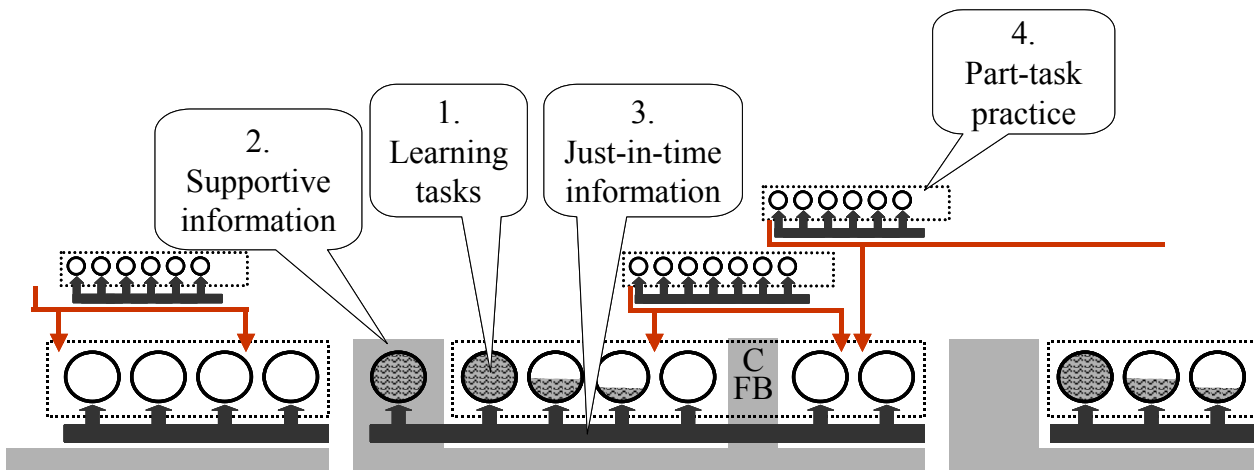 4.
Part-task
practice
1.
Learning
tasks
3.
Just-in-time
information
2.
Supportive
information
C
FB